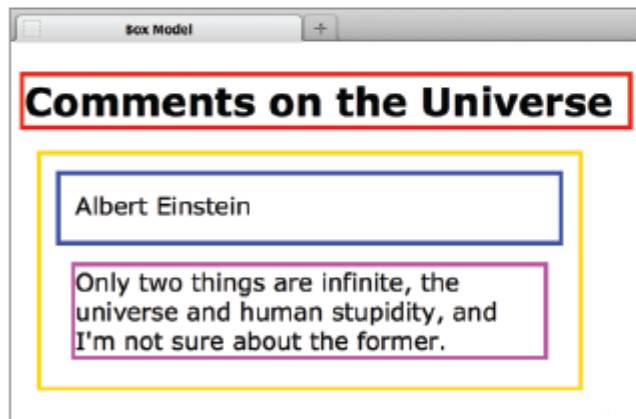 Box Model
+
Comments on the Universe
Albert Einstein
Only two things are infinite, the
universe and human stupidity, and
I'm not sure about the former.